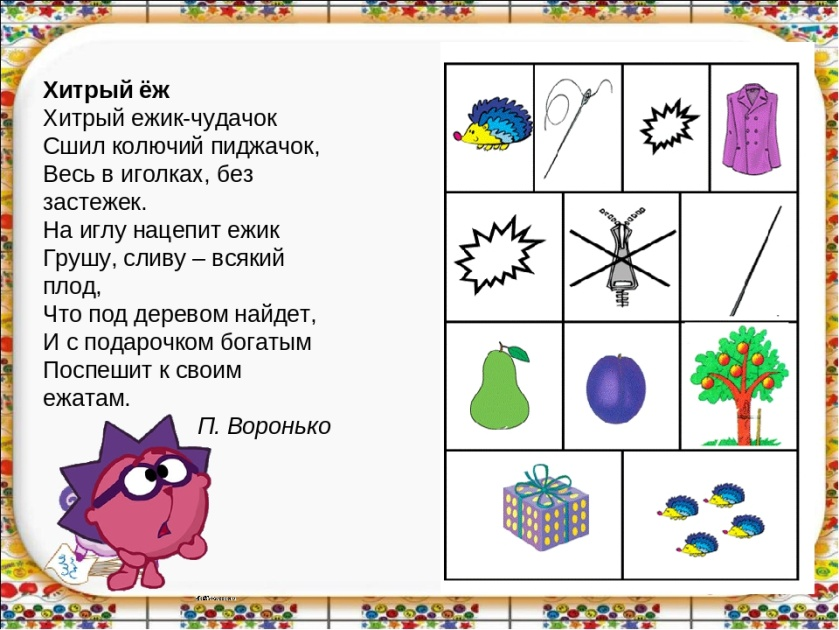 Хитрый ёж
Хитрый ежик-чудачок
Сшил колючий пиджачок,
Весь в иголках, без
застежек.
На иглу нацепит ежик
Грушу, сливу – всякий
плод,
Что под деревом найдет,
И с подарочком богатым
Поспешит к своим
ежатам.
П. Воронько